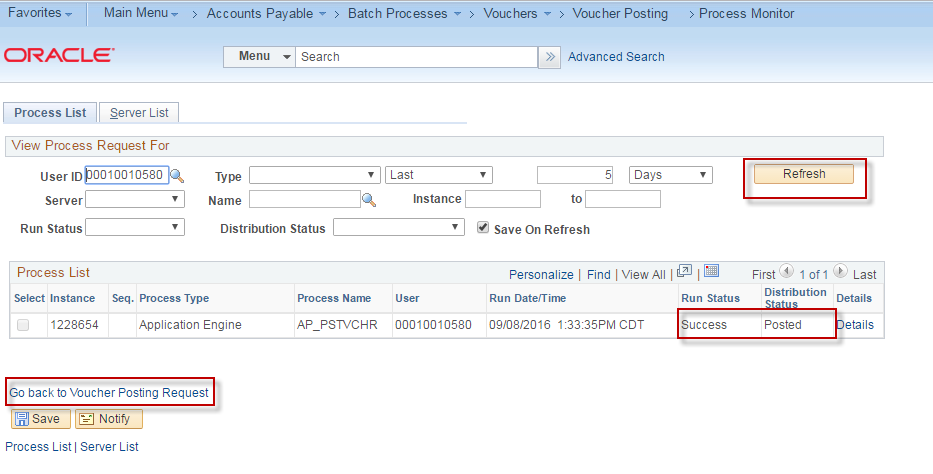 Favorites Main Menu > Accounts Payable > Batch Processes > Vouchers > Voucher Posting > Process Monitor
ORACLE
Menu Search » Advanced Search
Process List Server List
View Process Request For
User ID 00010010580 Type Last 5 Days Refresh
Server Name Instance to
Run Status Distribution Status Save On Refresh
Process List Personalize | Find | View All | | First 1 of 1 Last
Select Instance Seq. Process Type Process Name User Run Date/Time Run Status Distribution Status Details
1228654 Application Engine AP_PSTVCHR 00010010580 09/08/2016 1:33:35PM CDT Success Posted Details
Go back to Voucher Posting Request
Save Notify
Process List | Server List